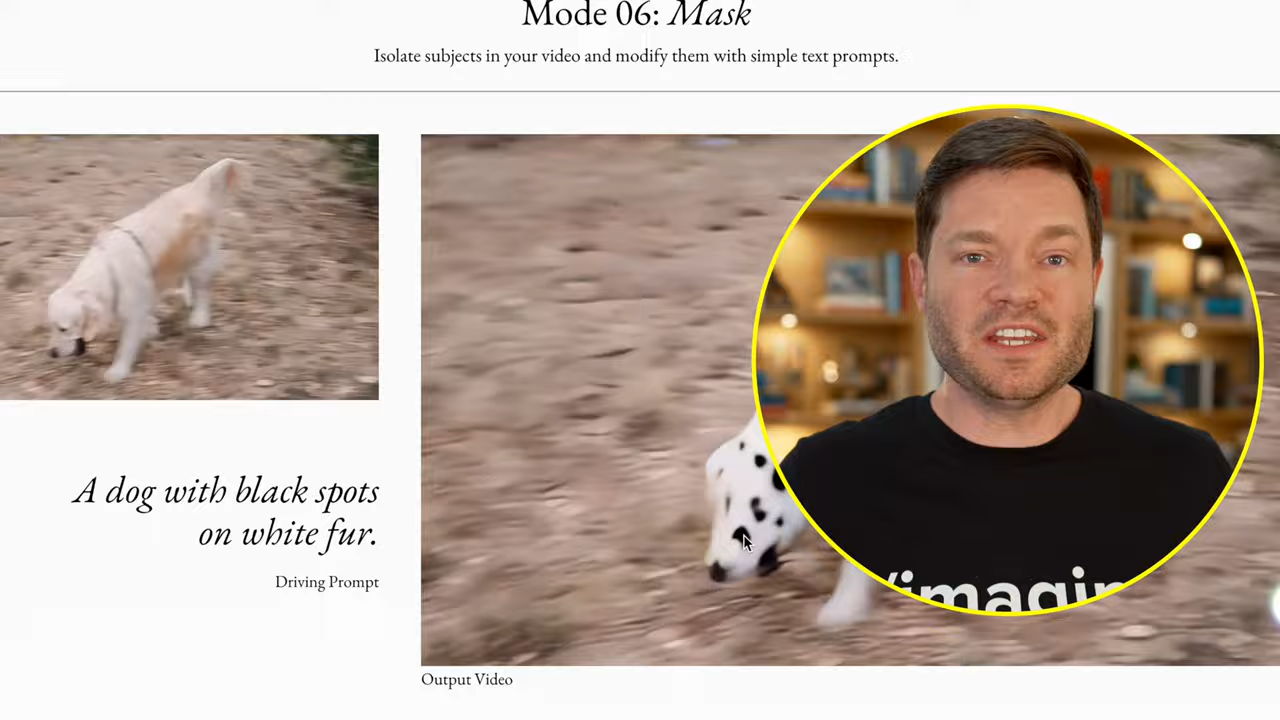 Mode 06: Mask
Isolate subjects in your video and modify them with simple text prompts.
A dog with black spots
on white fur.
Driving Prompt
/imagin
Output Video